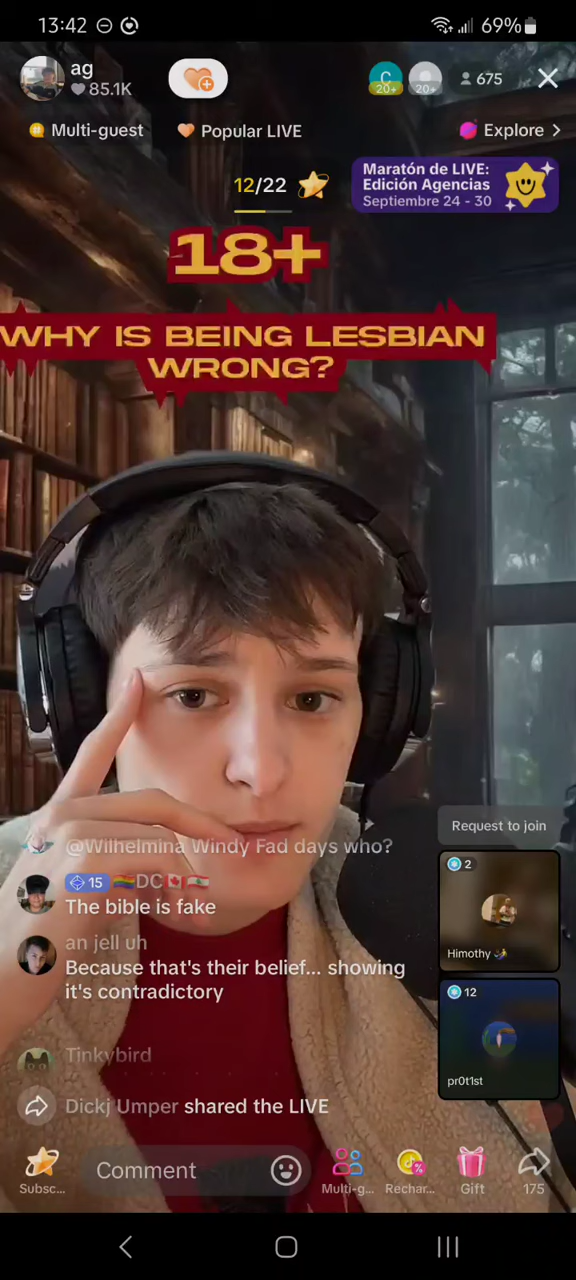 13:42
69%
ag
85.1K
C
20+
20+
675
Multi-guest
Popular LIVE
Explore >
12/22
Maratón de LIVE:
Edición Agencias
Septiembre 24 - 30
18+
WHY IS BEING LESBIAN
WRONG?
Request to join
@Wilhelmina Windy Fad days who?
2
15
DC
The bible is fake
an jell uh
Because that's their belief... showing
it's contradictory
Himothy
12
Tinkybird
pr0t1st
Dickj Umper shared the LIVE
Comment
Subsc...
Multi-g...
Rechar...
Gift
175